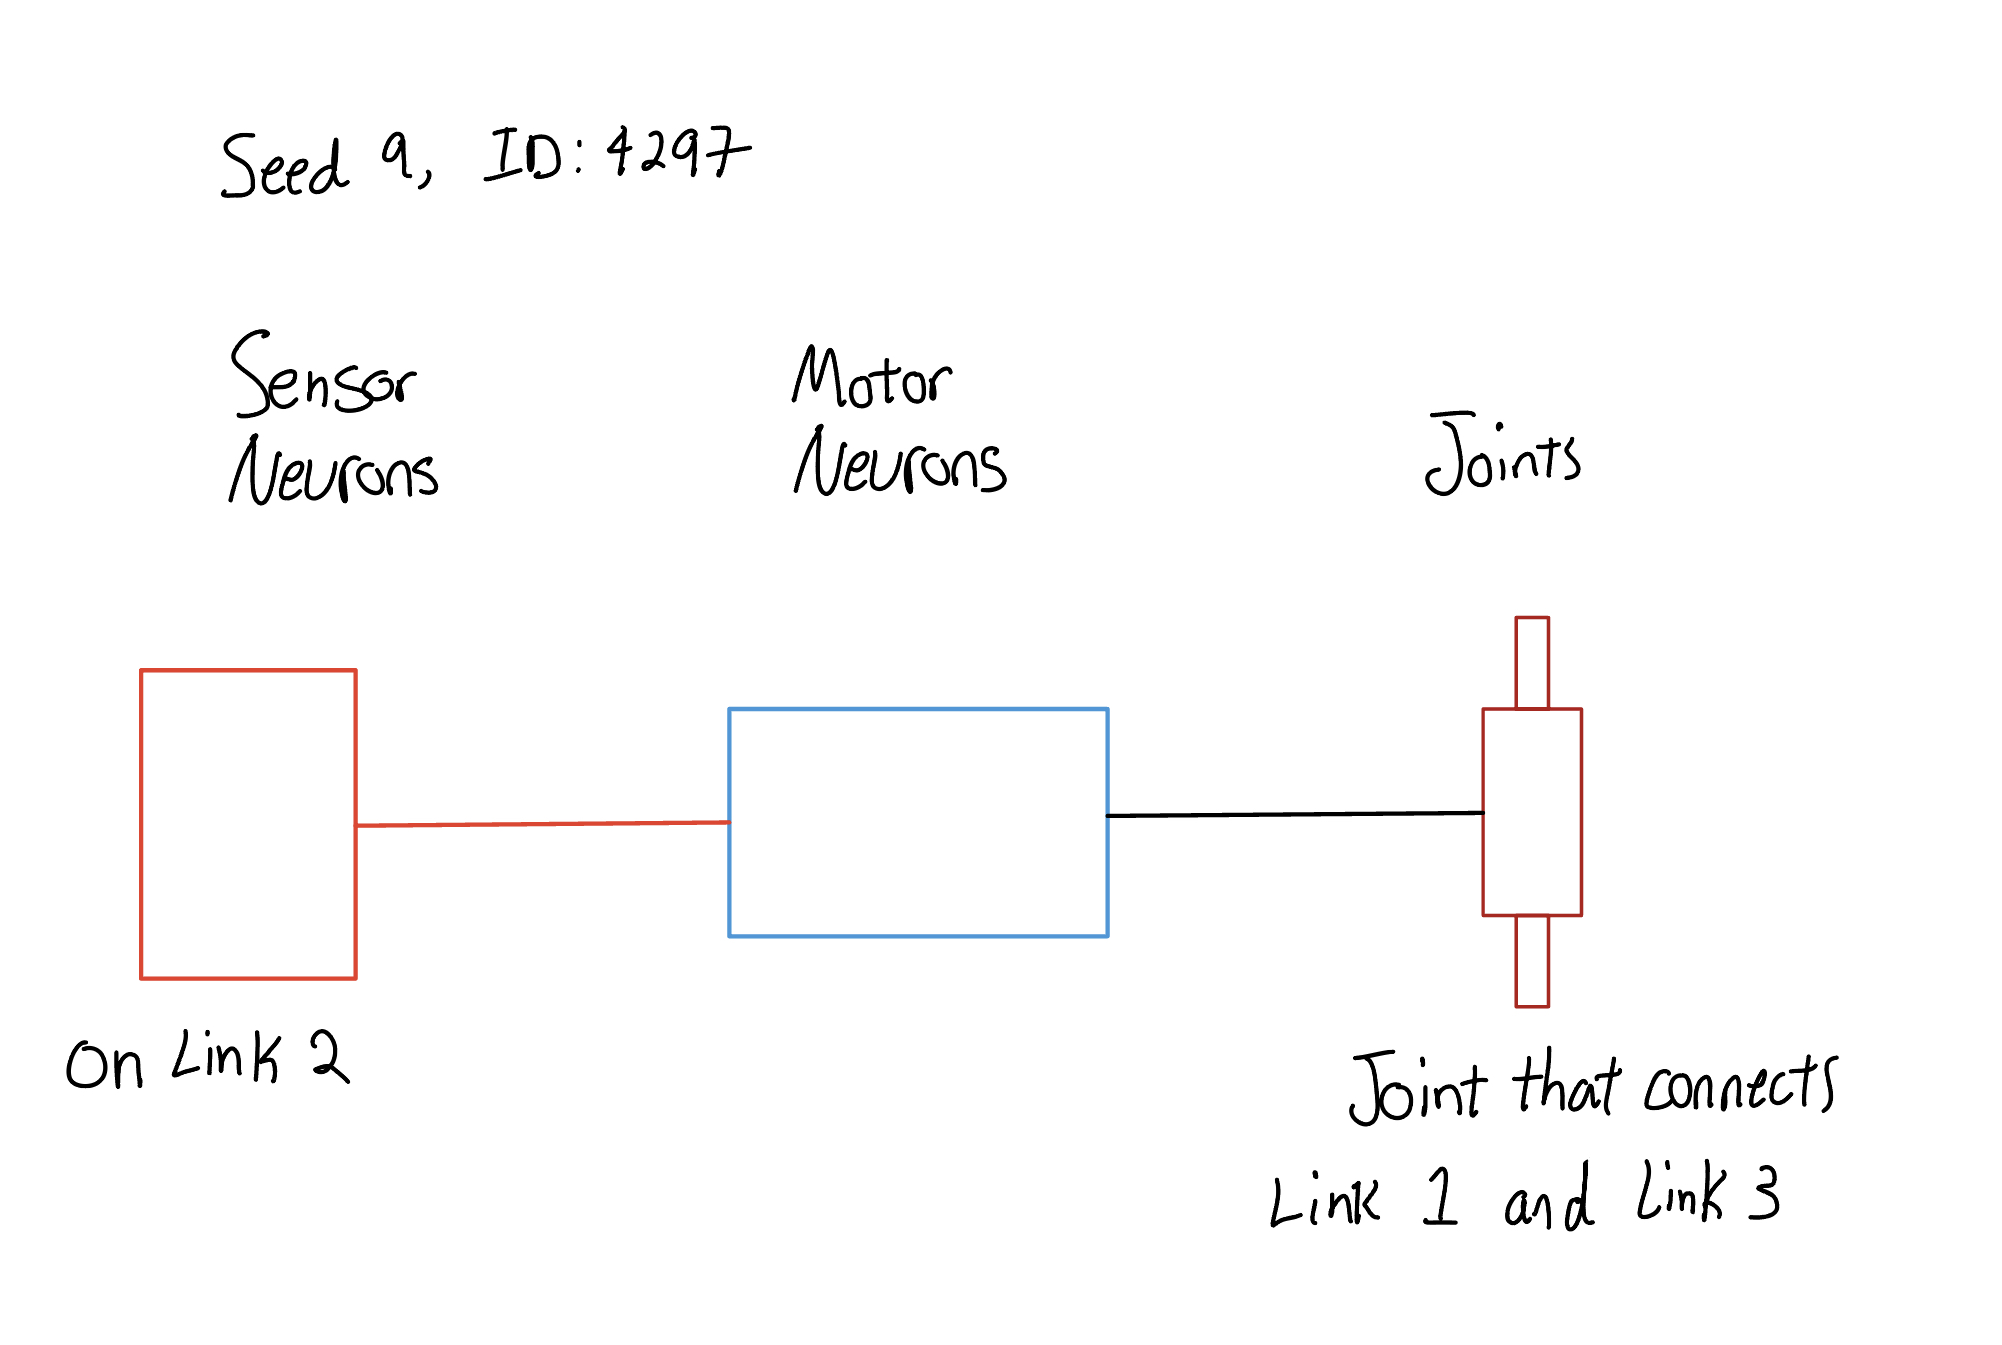 Seed 9, ID: 4297
Sensor
Neurons
Motor
Neurons
Joints
On Link 2
Joint that connects
Link 1 and Link 3